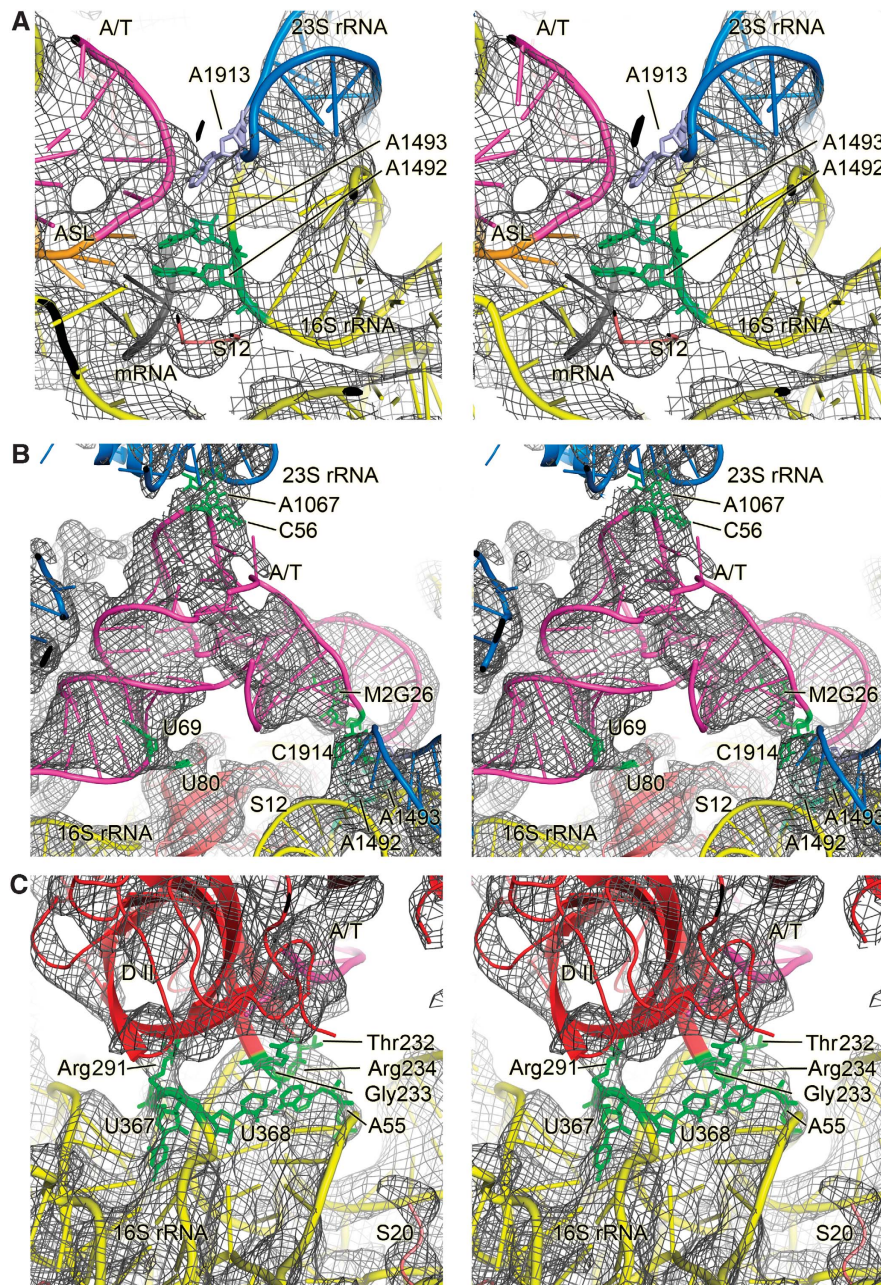 A
A/T
23S rRNA
A1913
A1493
A1492
ASL
16S rRNA
S12
mRNA
A/T
23S rRNA
A1913
A1493
A1492
ASL
16S rRNA
S12
mRNA
B
23S rRNA
A1067
C56
A/T
M2G26
U69
C1914
U80
S12
A1493
16S rRNA
A1492
23S rRNA
A1067
C56
A/T
M2G26
U69
C1914
U80
S12
A1493
16S rRNA
A1492
C
A/T
D II
Thr232
Arg291
Arg234
Gly233
U367
U368
A55
16S rRNA
A/T
D II
Thr232
Arg291
Arg234
Gly233
U367
U368
A55
16S rRNA
S20
S20